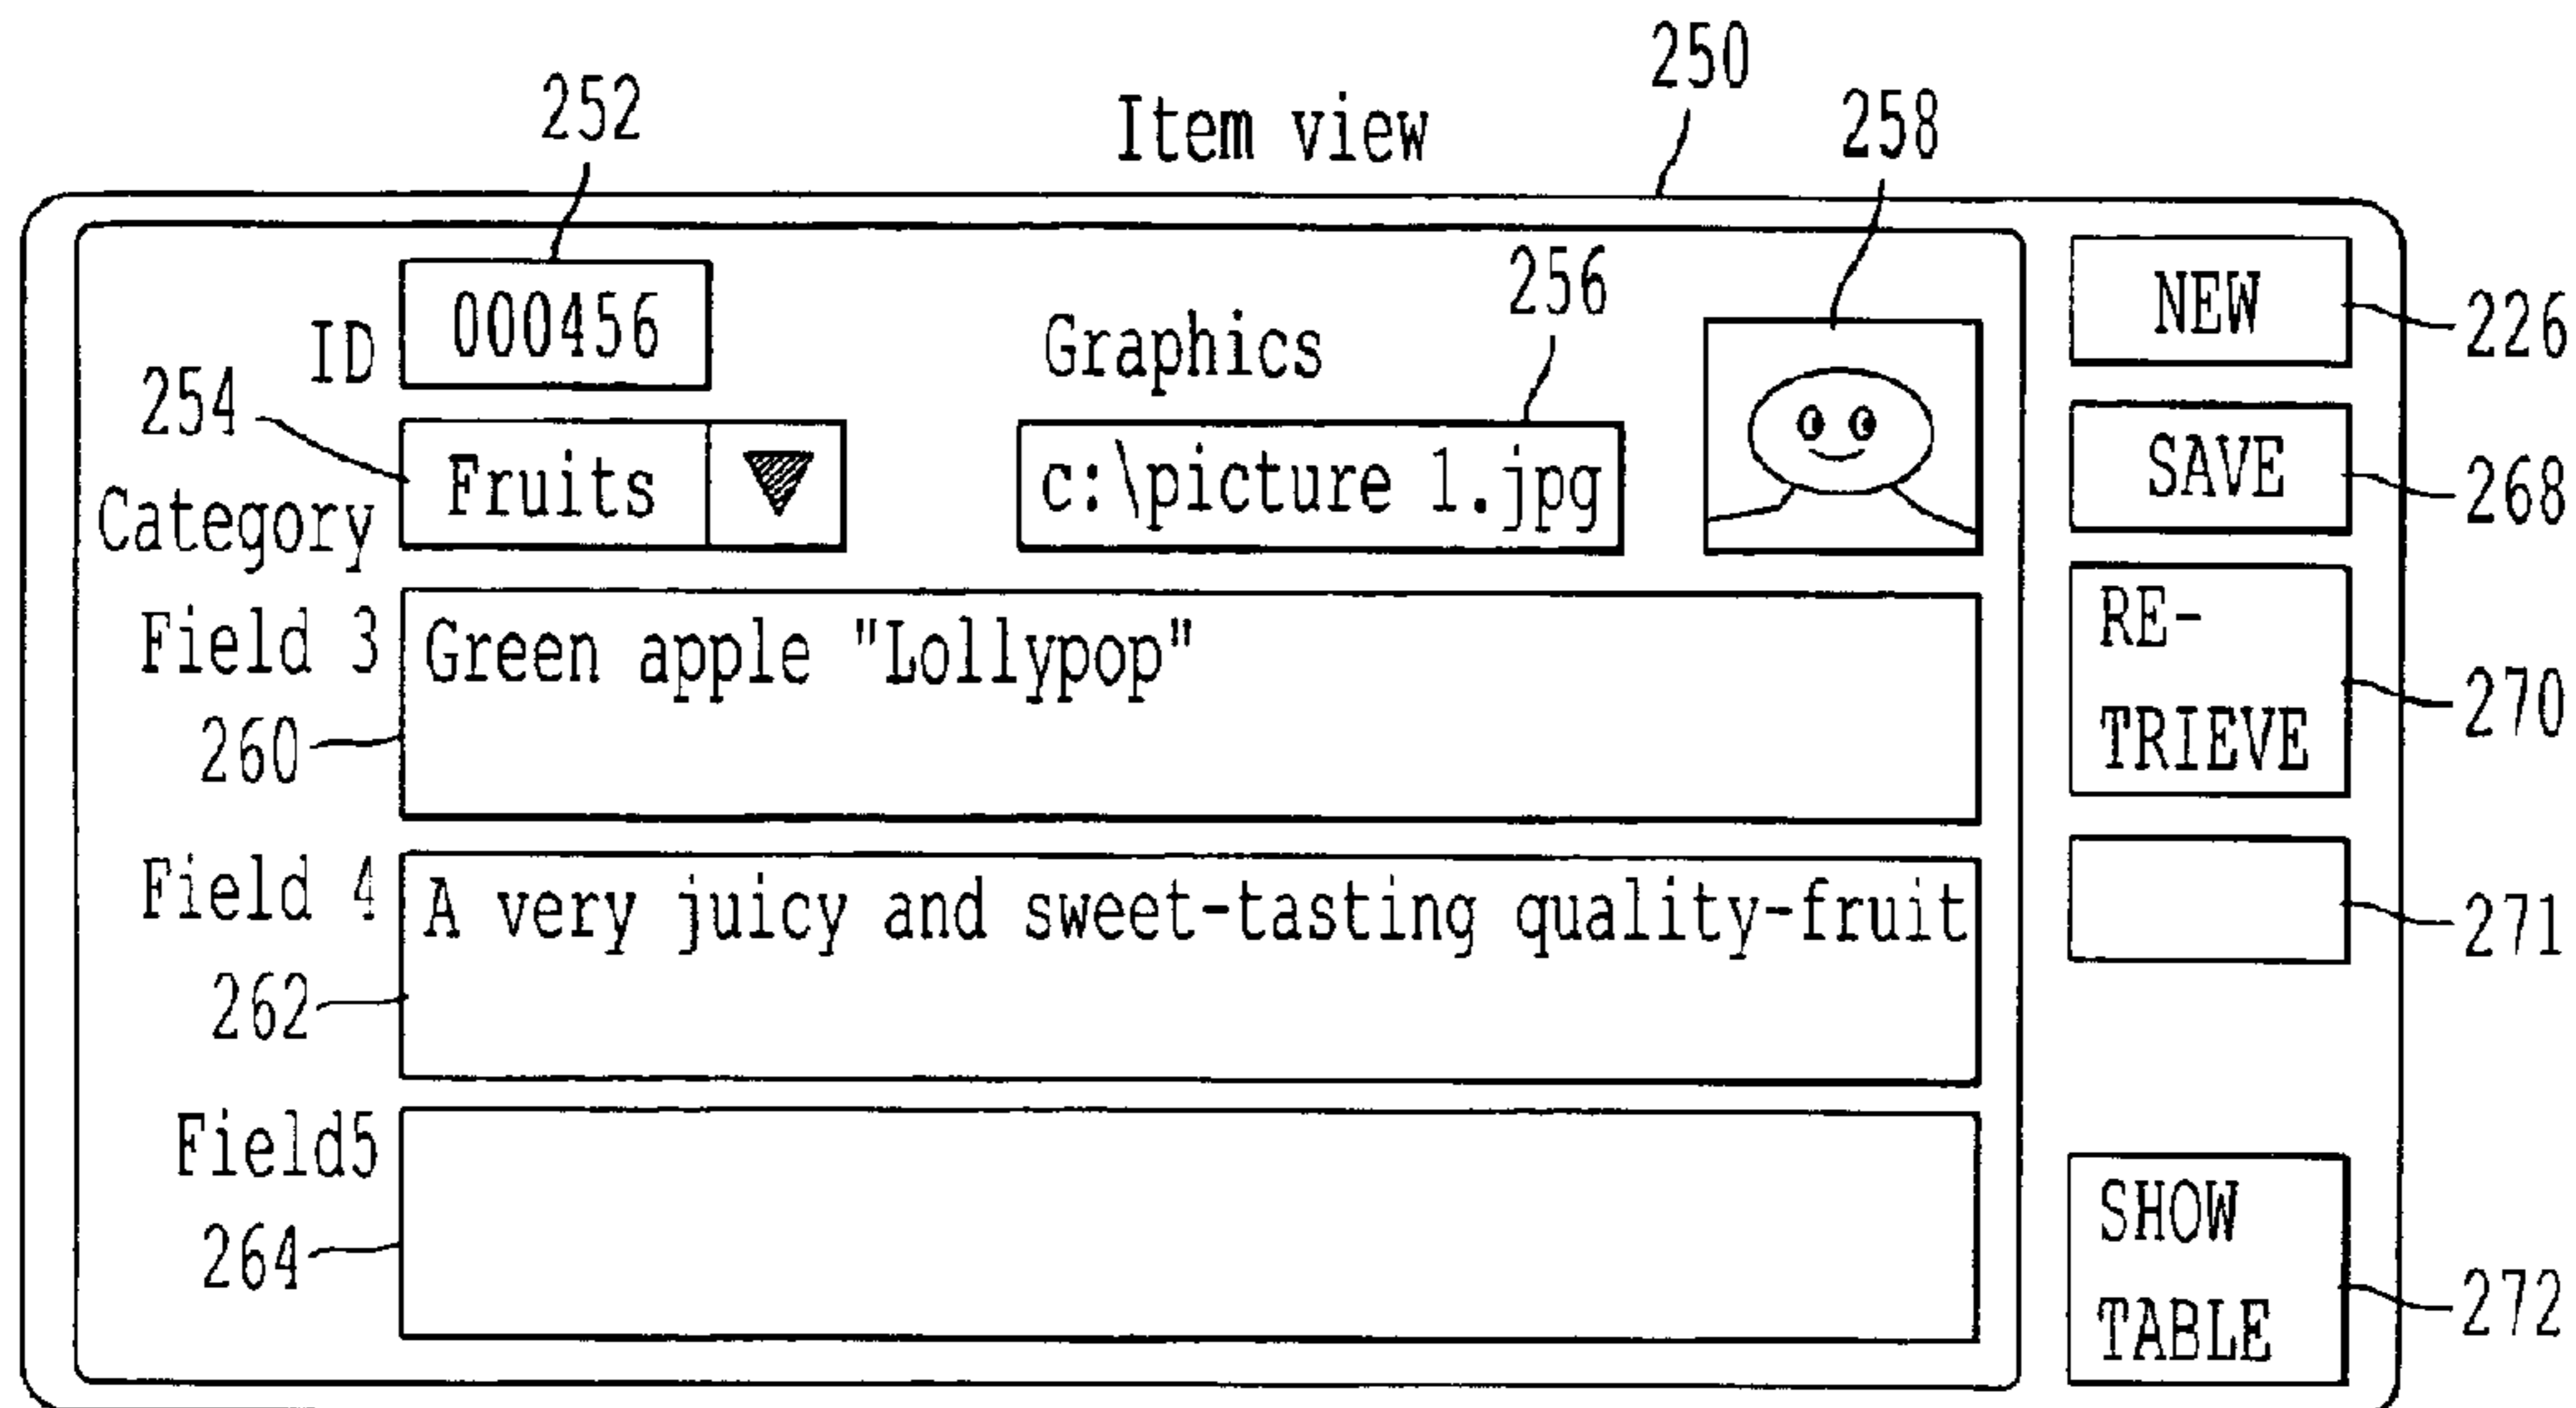 250
252
Item view
258
256
000456
NEW
ID
Graphics
226
254
Fruits
c:\picture 1.jpg
SAVE
268
Category
RE-
TRIEVE
270
Field 3
Green apple "Lollypop"
260
Field 4
A very juicy and sweet-tasting quality-fruit
271
262
Field5
264
SHOW
TABLE
272